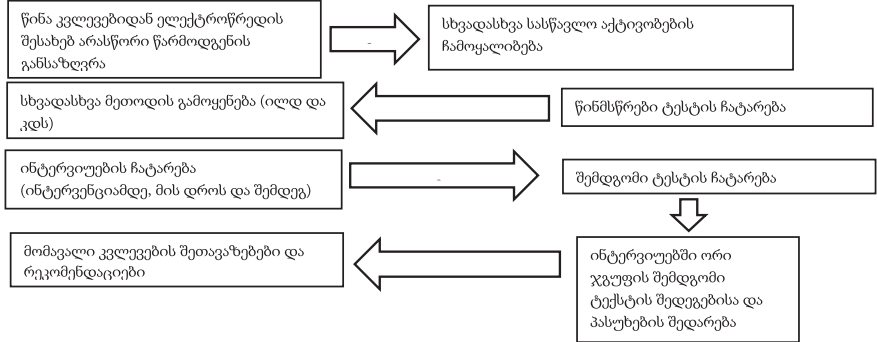 წინა კვლევებიდან ელექტროწრედის
შესახებ არასწორი წარმოდგენის
განსაზღვრა
სხვადასხვა სასწავლო აქტივობების
ჩამოყალიბება
სხვადასხვა მეთოდის გამოყენება (ილდ და
კდს)
წინმსწრები ტესტის ჩატარება
ინტერვიუების ჩატარება
(ინტერვენციამდე, მის დროს და შემდეგ)
შემდგომი ტესტის ჩატარება
მომავალი კვლევების შეთავაზებები და
რეკომენდაციები
ინტერვიუებში ორი
ჯგუფის შემდგომი
ტექსტის შედეგებისა და
პასუხების შედარება